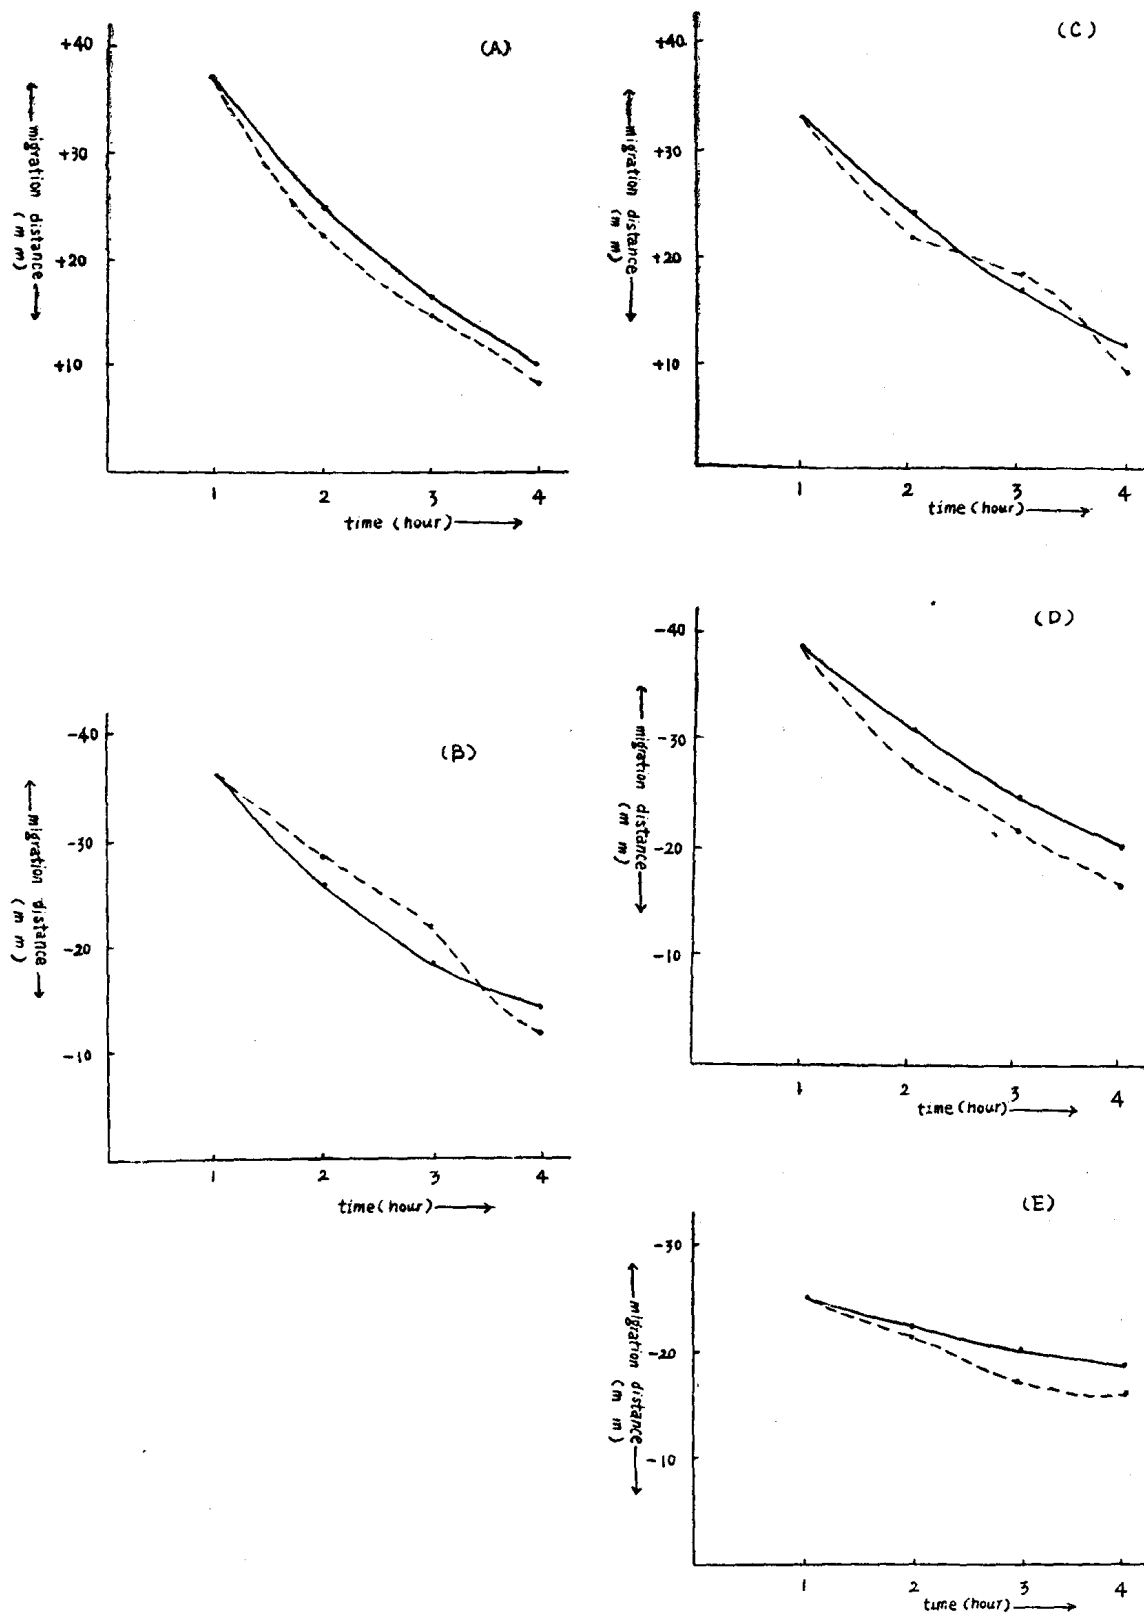 (A)
+40
+30
+20
+10
←—migration distance—→
(m m)
1 2 3 4
time (hour)⟶
(C)
+40
+30
+20
+10
←—migration distance—→
(m m)
1 2 3 4
time (hour)⟶
(B)
-40
-30
-20
-10
←—migration distance—→
(m m)
1 2 3 4
time (hour)⟶
(D)
-40
-30
-20
-10
←—migration distance—→
(m m)
1 2 3 4
time (hour)⟶
(E)
-30
-20
-10
←—migration distance—→
(m m)
1 2 3 4
time (hour)⟶